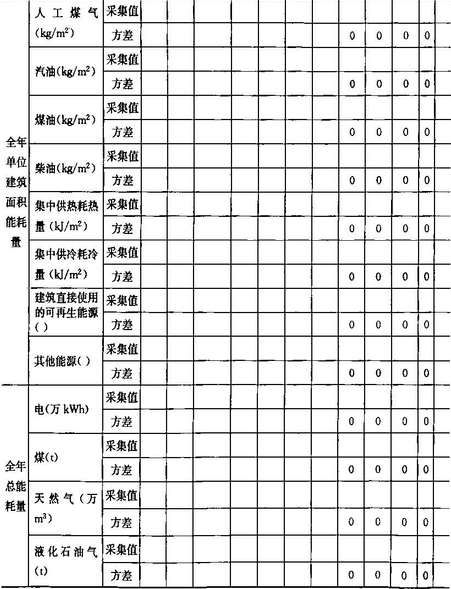 人工煤气 采集值
(kg/m²) 方差 0 0 0 0
汽油(kg/m²) 采集值
方差 0 0 0 0
煤油(kg/m²) 采集值
方差 0 0 0 0
全年
单位
建筑
面积
能耗
量
柴油(kg/m²) 采集值
方差 0 0 0 0
集中供热耗热 采集值
量(kJ/m²) 方差 0 0 0 0
集中供冷耗冷 采集值
量(kJ/m²) 方差 0 0 0 0
建筑直接使用 采集值
的可再生能源
( ) 方差 0 0 0 0
其他能源( ) 采集值
方差 0 0 0 0
全年
总能
耗量
电(万kWh) 采集值
方差 0 0 0 0
煤(t) 采集值
方差 0 0 0 0
天然气(万 采集值
m³) 方差 0 0 0 0
液化石油气 采集值
(t) 方差 0 0 0 0